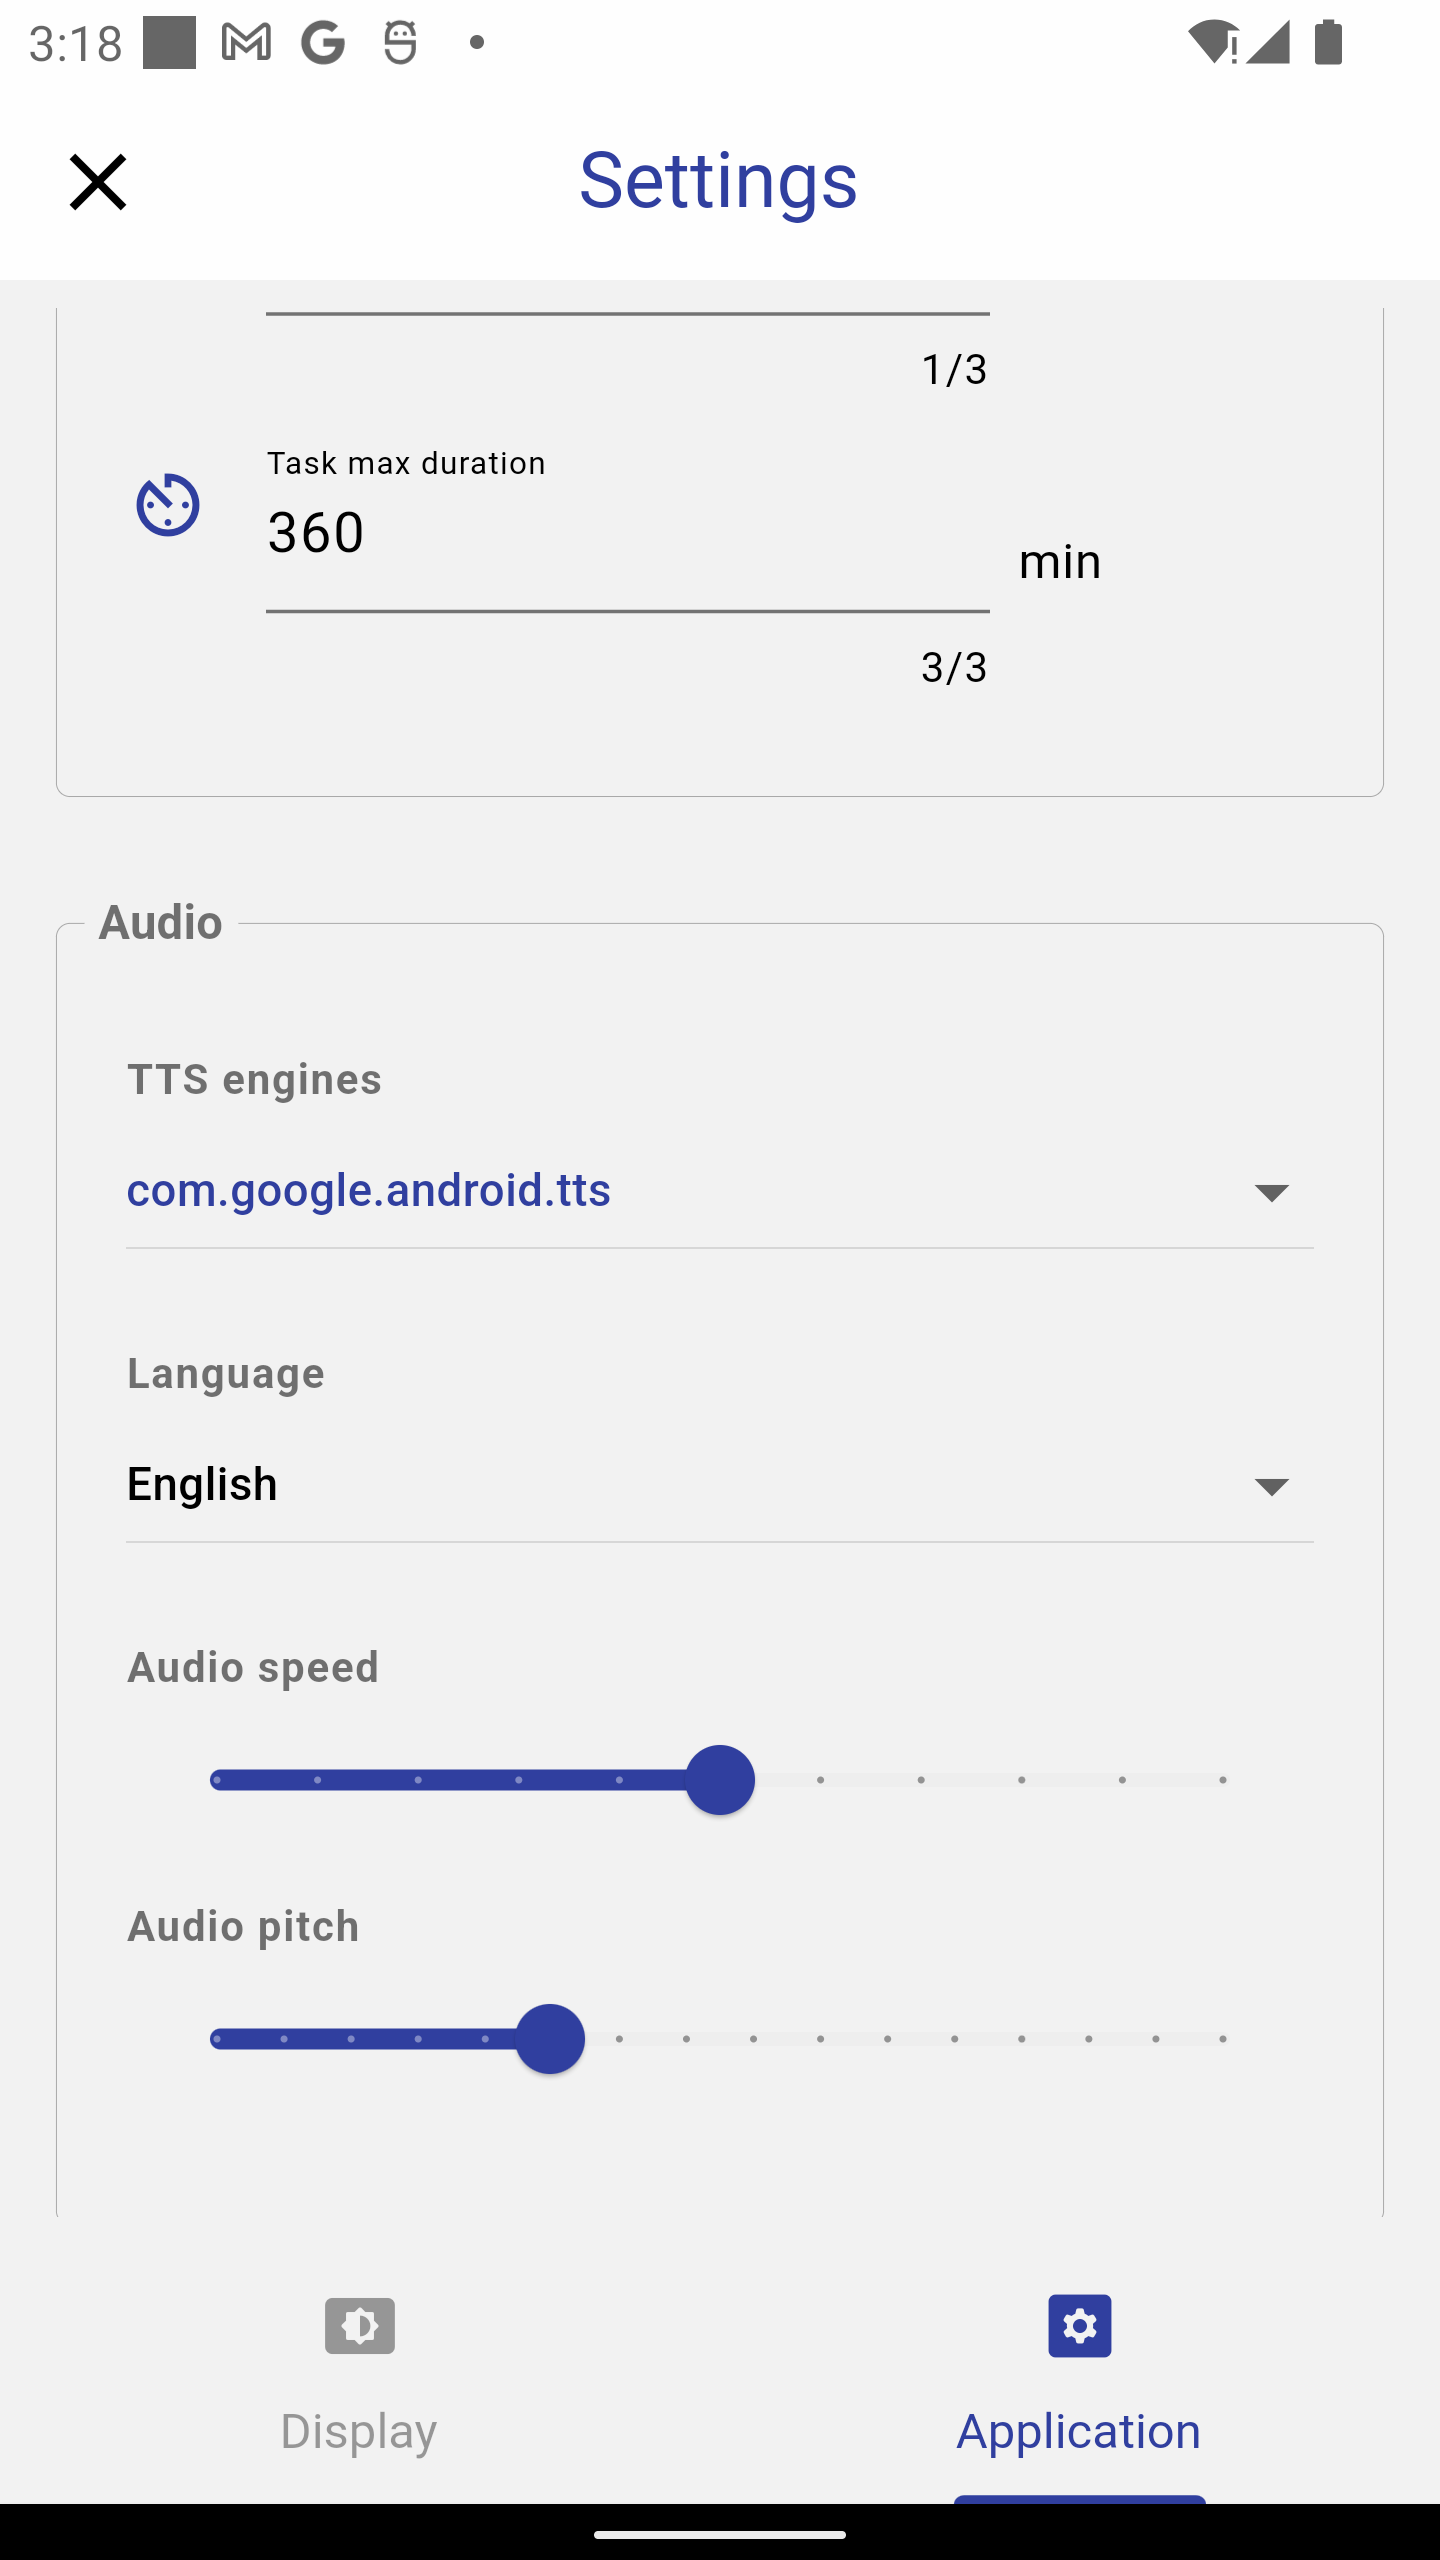 3:18
Settings
1/3
Task max duration
360
min
3/3
Audio
TTS engines
com.google.android.tts
Language
English
Audio speed
Audio pitch
Display
Application